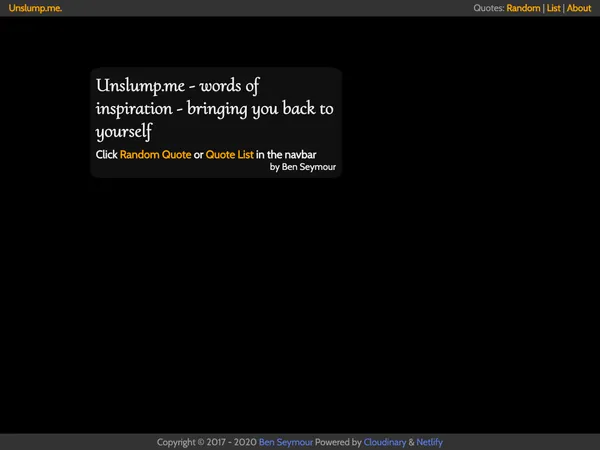 Unslump.me.
Quotes: Random | List | About
Unslump.me - words of
inspiration - bringing you back to
yourself
Click Random Quote or Quote List in the navbar
by Ben Seymour
Copyright © 2017 - 2020 Ben Seymour Powered by Cloudinary & Netlify